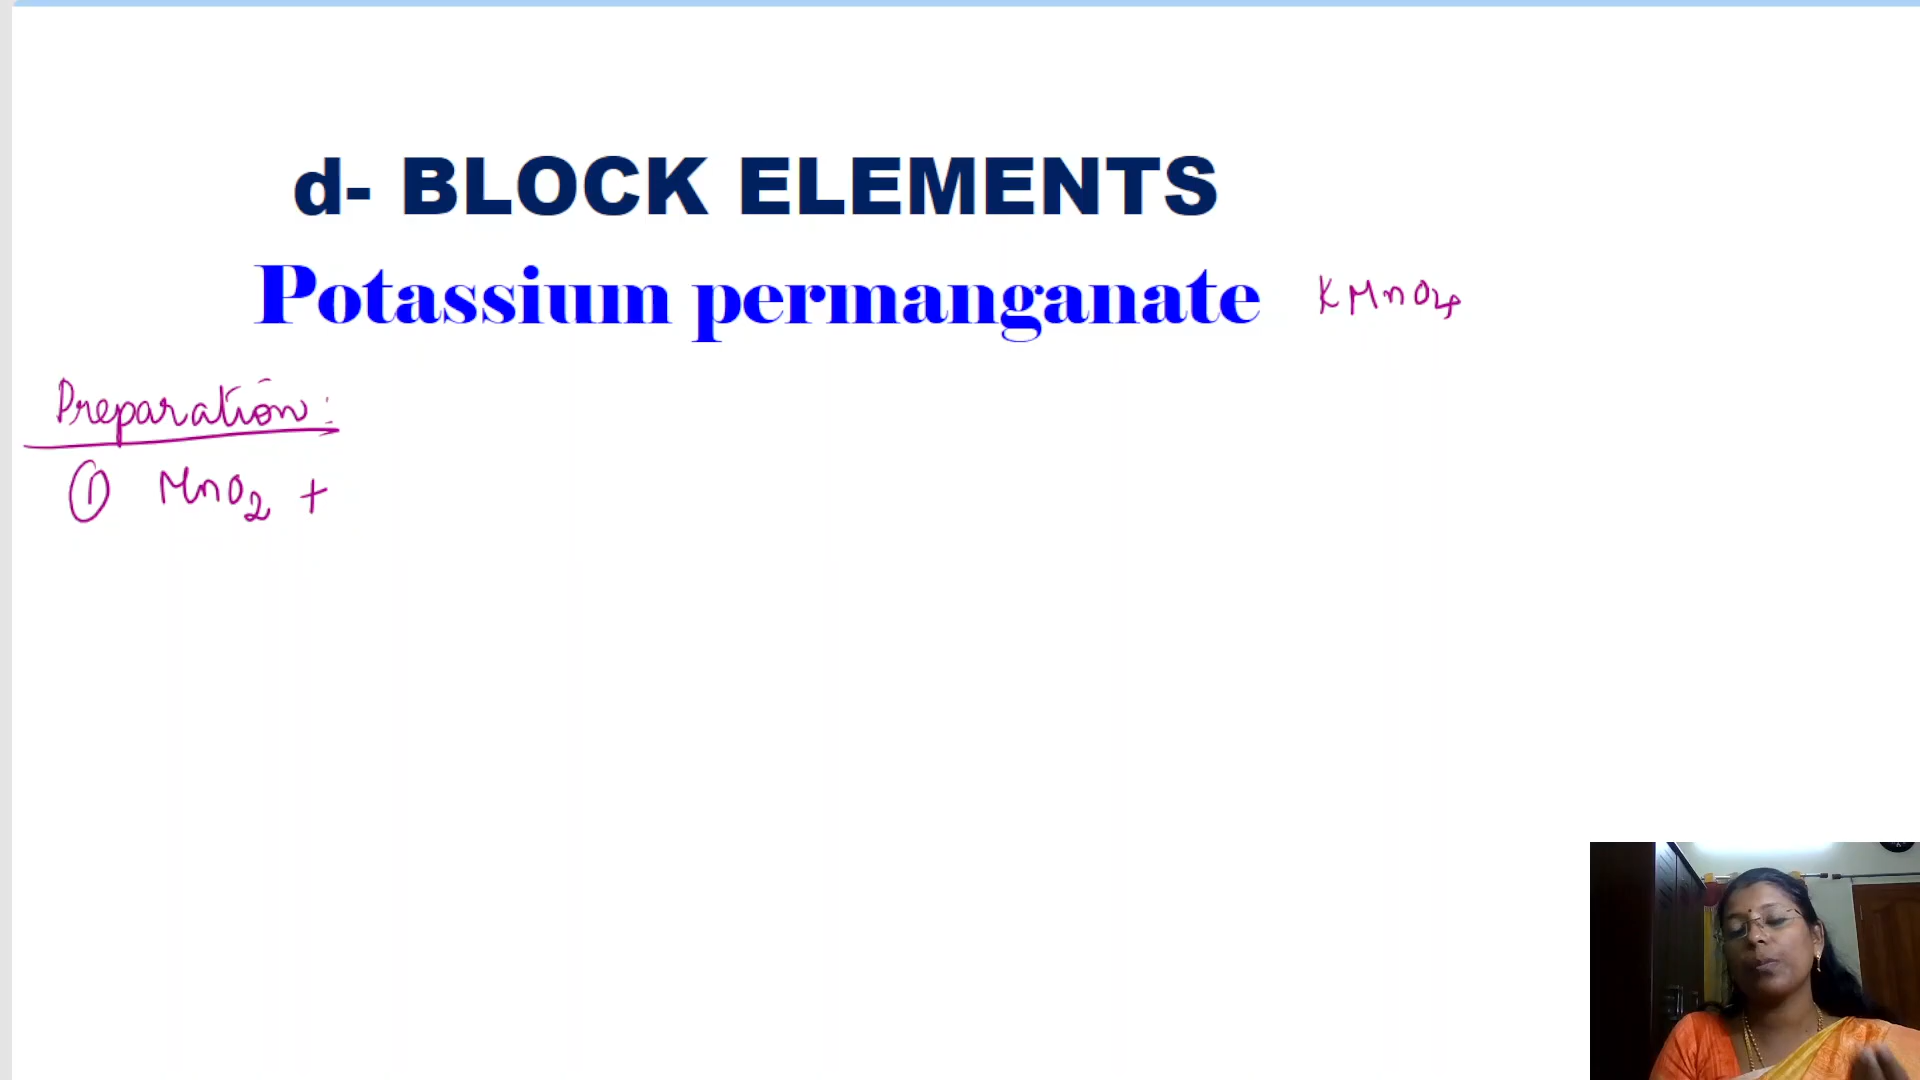 d- BLOCK ELEMENTS
Potassium permanganate KMnO4
Preparation:
① MnO2 +